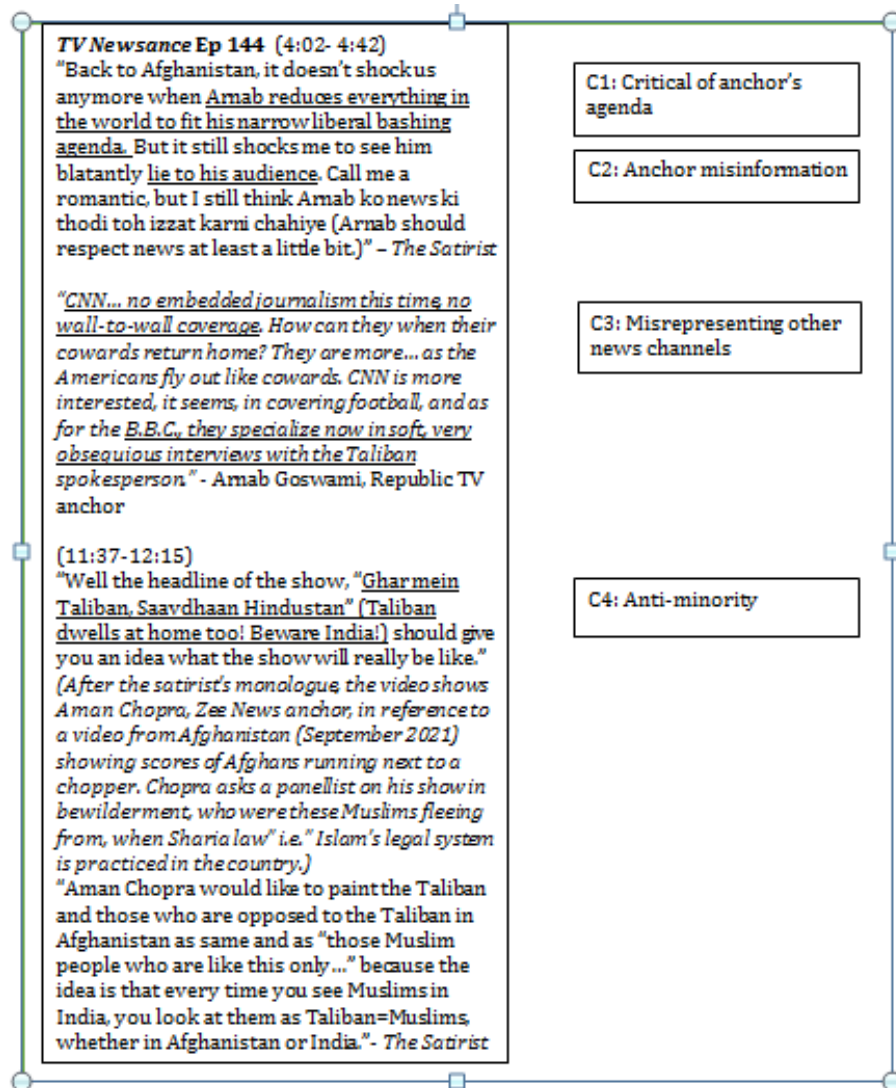 TV Newsance Ep 144 (4:02- 4:42)
“Back to Afghanistan, it doesn’t shock us
anymore when Arnab reduces everything in
the world to fit his narrow liberal bashing
agenda. But it still shocks me to see him
blatantly lie to his audience. Call me a
romantic, but I still think Arnab ko news ki
thodi toh izzat karni chahiye (Arnab should
respect news at least a little bit.)” – The Satirist
“CNN... no embedded journalism this time, no
wall-to-wall coverage. How can they when their
cowards return home? They are more... as the
Americans fly out like cowards. CNN is more
interested, it seems, in covering football, and as
for the B.B.C., they specialize now in soft, very
obsequious interviews with the Taliban
spokesperson.” - Arnab Goswami, Republic TV
anchor
(11:37-12:15)
“Well the headline of the show, “Ghar mein
Taliban, Saavdhaan Hindustan” (Taliban
dwells at home too! Beware India!) should give
you an idea what the show will really be like.”
(After the satirist’s monologue, the video shows
Aman Chopra, Zee News anchor, in reference to
a video from Afghanistan (September 2021)
showing scores of Afghans running next to a
chopper. Chopra asks a panellist on his show in
bewilderment, who were these Muslims fleeing
from, when Sharia law” i.e.” Islam’s legal system
is practiced in the country.)
“Aman Chopra would like to paint the Taliban
and those who are opposed to the Taliban in
Afghanistan as same and as “those Muslim
people who are like this only...” because the
idea is that every time you see Muslims in
India, you look at them as Taliban=Muslims,
whether in Afghanistan or India.”- The Satirist
C1: Critical of anchor’s
agenda
C2: Anchor misinformation
C3: Misrepresenting other
news channels
C4: Anti-minority